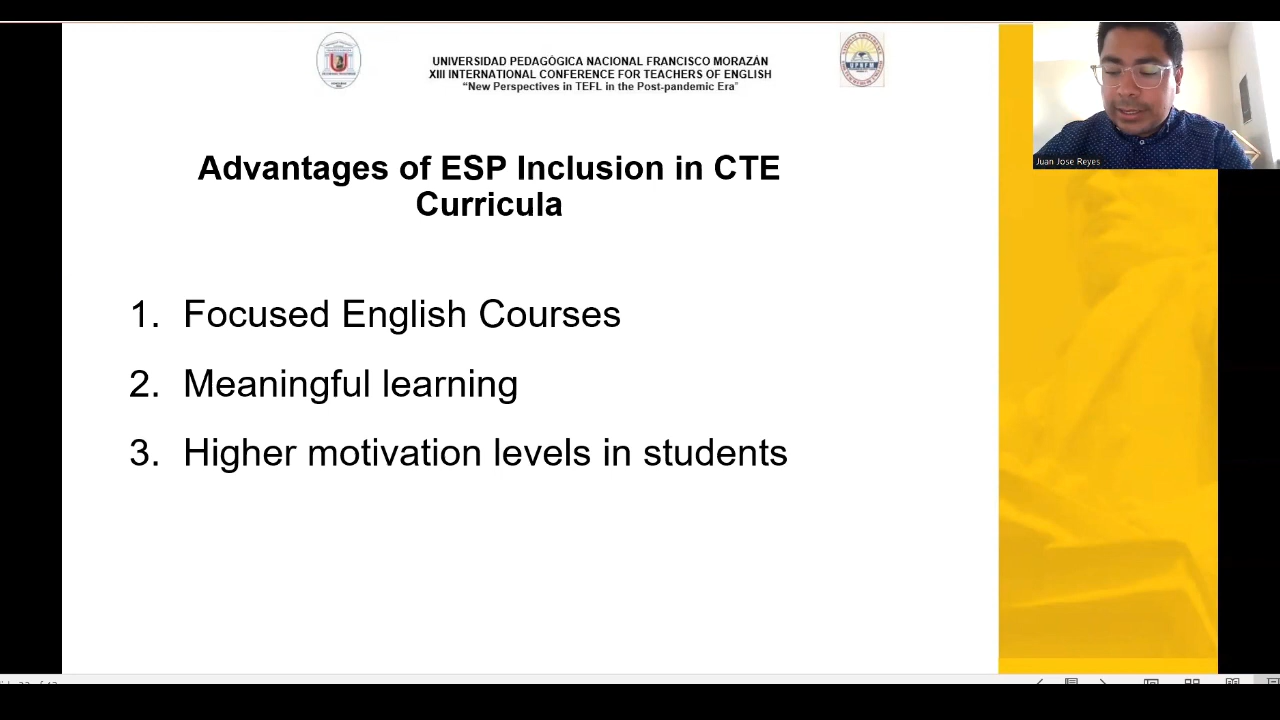 UNIVERSIDAD PEDAGÓGICA NACIONAL FRANCISCO MORAZÁN
XIII INTERNATIONAL CONFERENCE FOR TEACHERS OF ENGLISH
“New Perspectives in TEFL in the Post-pandemic Era”
Juan Jose Reyes
Advantages of ESP Inclusion in CTE
Curricula
1. Focused English Courses
2. Meaningful learning
3. Higher motivation levels in students